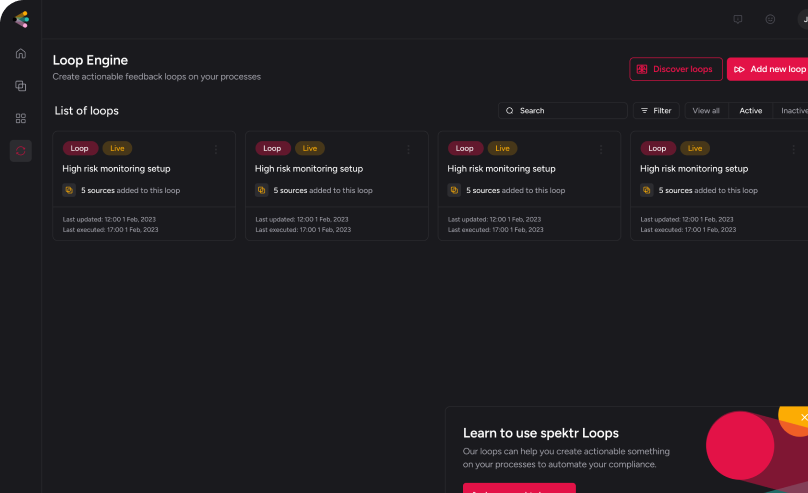 Loop Engine
Create actionable feedback loops on your processes
Discover loops
Add new loop
List of loops
Search
Filter
View all
Active
Inactive
Loop Live
High risk monitoring setup
5 sources added to this loop
Last updated: 12:00 1 Feb, 2023
Last executed: 17:00 1 Feb, 2023
Loop Live
High risk monitoring setup
5 sources added to this loop
Last updated: 12:00 1 Feb, 2023
Last executed: 17:00 1 Feb, 2023
Loop Live
High risk monitoring setup
5 sources added to this loop
Last updated: 12:00 1 Feb, 2023
Last executed: 17:00 1 Feb, 2023
Loop Live
High risk monitoring setup
5 sources added to this loop
Last updated: 12:00 1 Feb, 2023
Last executed: 17:00 1 Feb, 2023
Learn to use spektr Loops
Our loops can help you create actionable something
on your processes to automate your compliance.